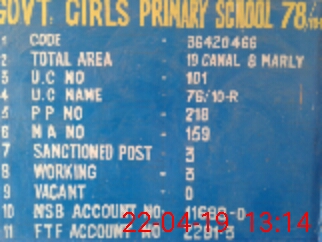 GOVT. GIRLS PRIMARY SCHOOL 78/
1 CODE - 36420466
2 TOTAL AREA - 19 CANAL 8 MARLY
3 U.C NO - 101
4 U.C NAME - 76/10-R
5 P P NO - 218
6 N A NO - 159
7 SANCTIONED POST - 3
8 WORKING - 3
9 VACANT - 0
10 NSB ACCOUNT NO
11 FTF ACCOUNT NO
22-04-19 13:14